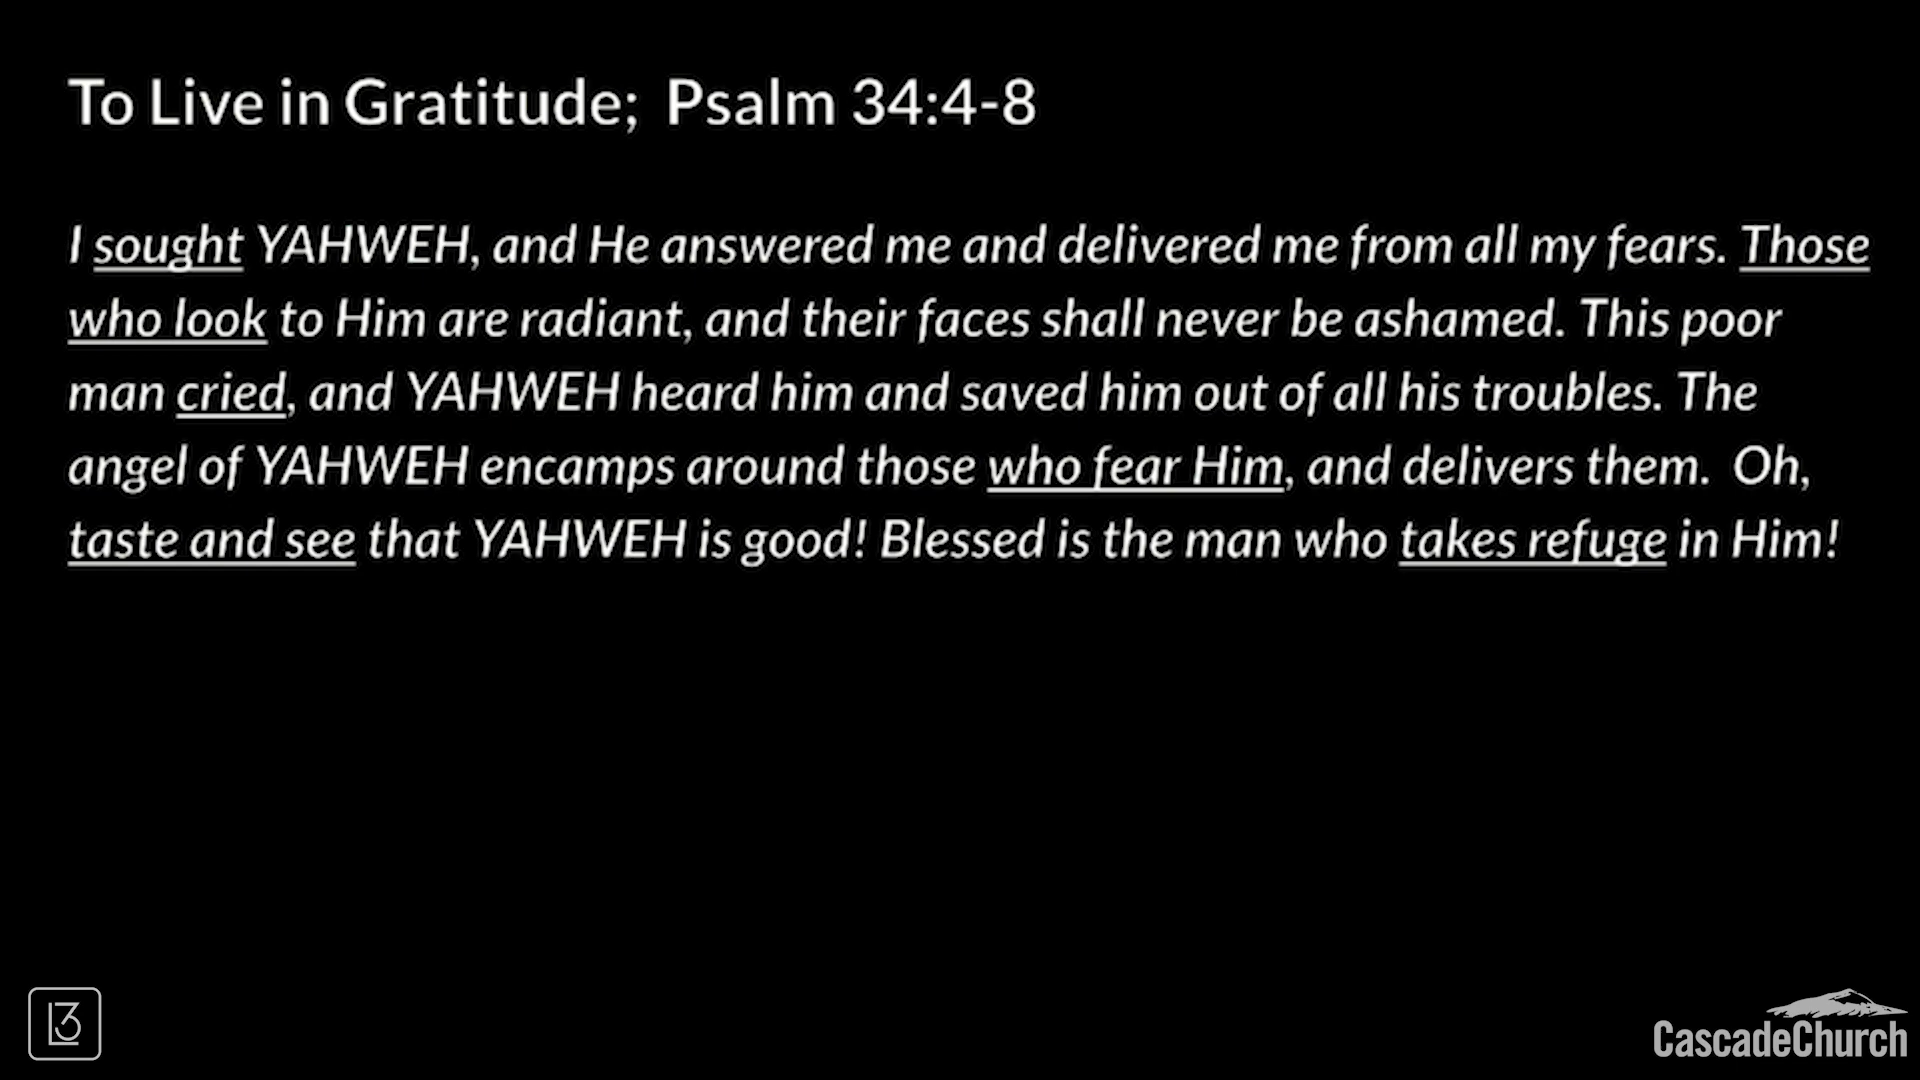 To Live in Gratitude;  Psalm 34:4-8
I sought YAHWEH, and He answered me and delivered me from all my fears. Those
who look to Him are radiant, and their faces shall never be ashamed. This poor
man cried, and YAHWEH heard him and saved him out of all his troubles. The
angel of YAHWEH encamps around those who fear Him, and delivers them.  Oh,
taste and see that YAHWEH is good! Blessed is the man who takes refuge in Him!
L3
CascadeChurch